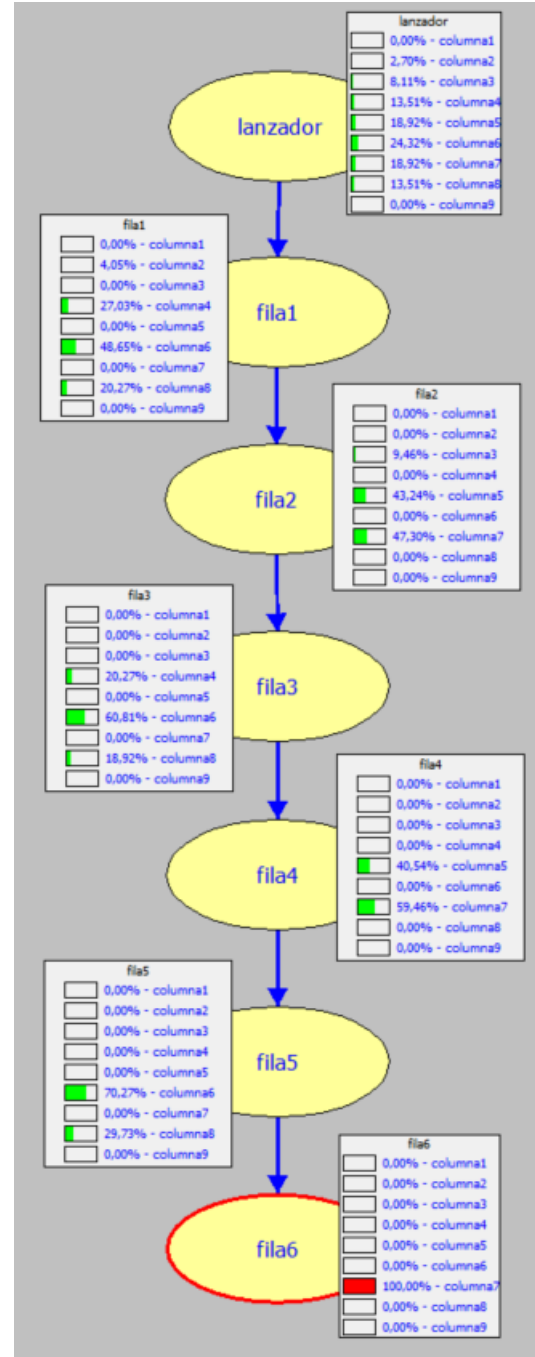 lanzador
0,00% - columna1
2,70% - columna2
8,11% - columna3
13,51% - columna4
18,92% - columna5
24,32% - columna6
18,92% - columna7
13,51% - columna8
0,00% - columna9
lanzador
fila1
0,00% - columna1
4,05% - columna2
0,00% - columna3
27,03% - columna4
0,00% - columna5
48,65% - columna6
0,00% - columna7
20,27% - columna8
0,00% - columna9
fila1
fila2
0,00% - columna1
0,00% - columna2
9,46% - columna3
0,00% - columna4
43,24% - columna5
0,00% - columna6
47,30% - columna7
0,00% - columna8
0,00% - columna9
fila2
fila3
0,00% - columna1
0,00% - columna2
0,00% - columna3
20,27% - columna4
0,00% - columna5
60,81% - columna6
0,00% - columna7
18,92% - columna8
0,00% - columna9
fila3
fila4
0,00% - columna1
0,00% - columna2
0,00% - columna3
0,00% - columna4
40,54% - columna5
0,00% - columna6
59,46% - columna7
0,00% - columna8
0,00% - columna9
fila4
fila5
0,00% - columna1
0,00% - columna2
0,00% - columna3
0,00% - columna4
0,00% - columna5
70,27% - columna6
0,00% - columna7
29,73% - columna8
0,00% - columna9
fila5
fila6
0,00% - columna1
0,00% - columna2
0,00% - columna3
0,00% - columna4
0,00% - columna5
0,00% - columna6
100,00% - columna7
0,00% - columna8
0,00% - columna9
fila6